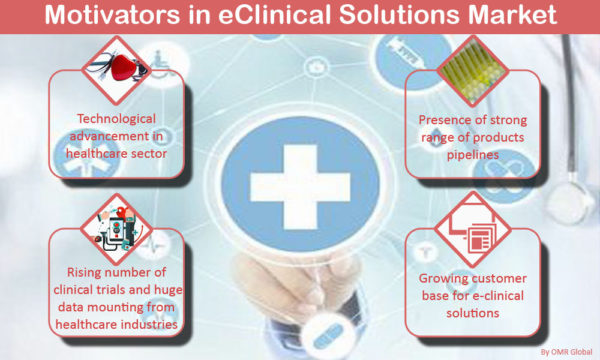 Motivators in eClinical Solutions Market
Technological
advancement in
healthcare sector
Presence of strong
range of products
pipelines
Rising number of
clinical trials and huge
data mounting from
healthcare industries
Growing customer
base for e-clinical
solutions
By OMR Global